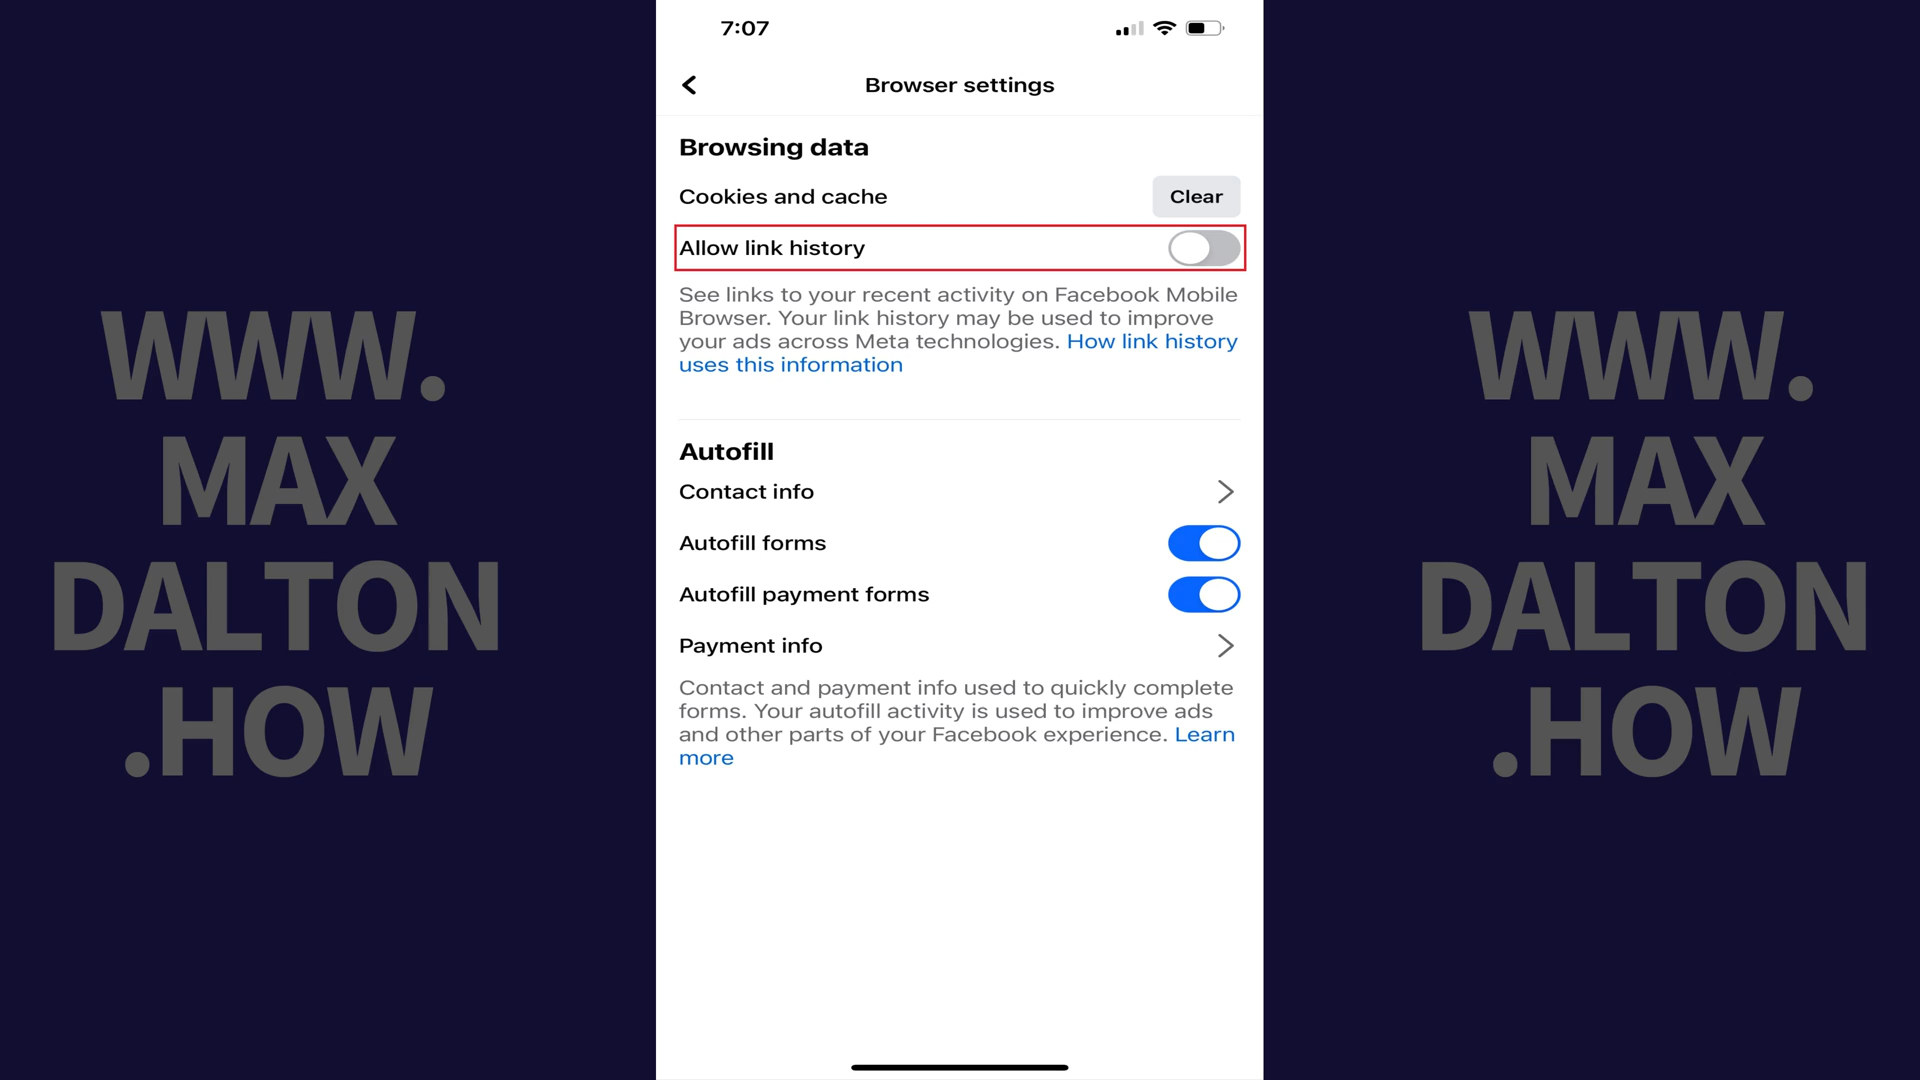 7:07
Browser settings
Browsing data
Cookies and cache
Clear
Allow link history
See links to your recent activity on Facebook Mobile
Browser. Your link history may be used to improve
your ads across Meta technologies. How link history
uses this information
Autofill
Contact info
Autofill forms
Autofill payment forms
Payment info
Contact and payment info used to quickly complete
forms. Your autofill activity is used to improve ads
and other parts of your Facebook experience. Learn
more
WWW.
MAX
DALTON
.HOW
WWW.
MAX
DALTON
.HOW